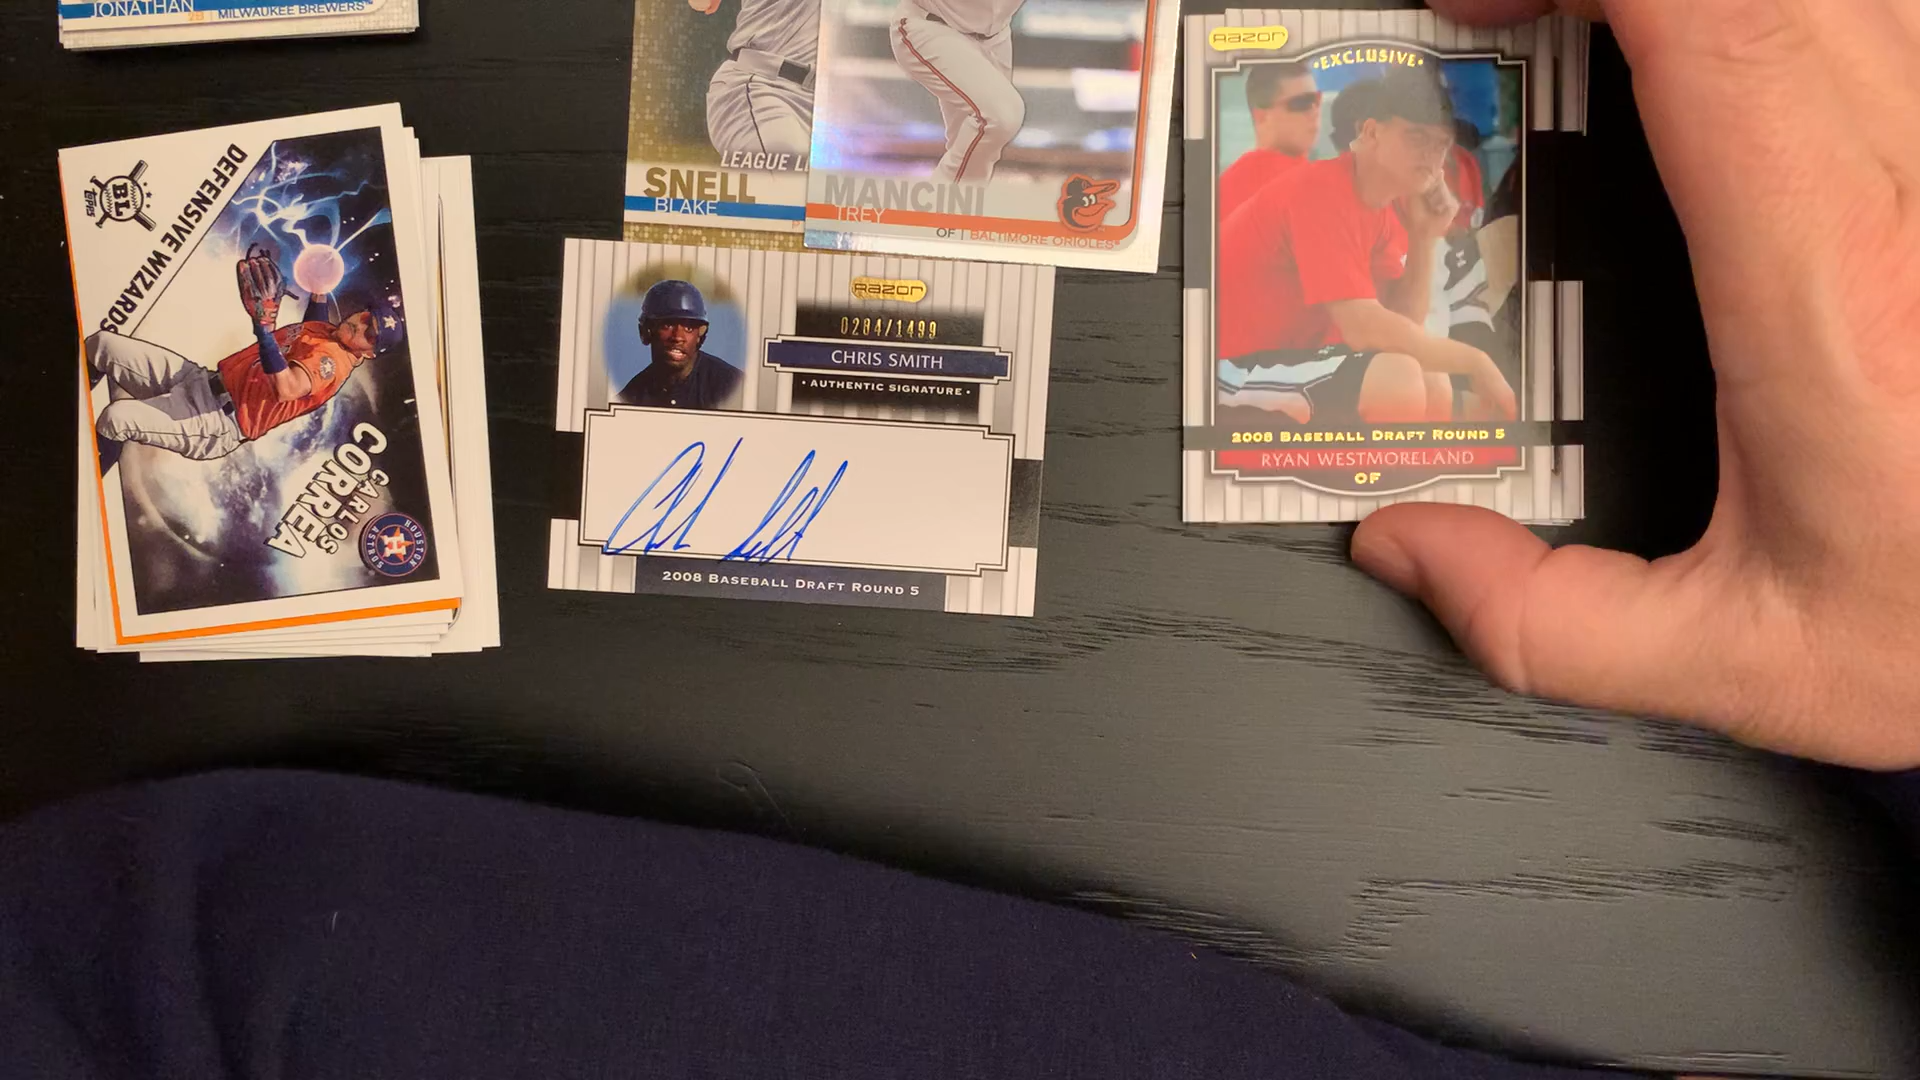 JONATHAN
2B MILWAUKEE BREWERS
BL
topps
DEFENSIVE WIZARDS
CARLOS
CORREA
HOUSTON
ASTROS
H
LEAGUE
SNELL
BLAKE
MANCINI
TREY
OF | BALTIMORE ORIOLES
Razor
0284/1499
CHRIS SMITH
• AUTHENTIC SIGNATURE •
2008 BASEBALL DRAFT ROUND 5
Razor
•EXCLUSIVE•
2008 BASEBALL DRAFT ROUND 5
RYAN WESTMORELAND
OF